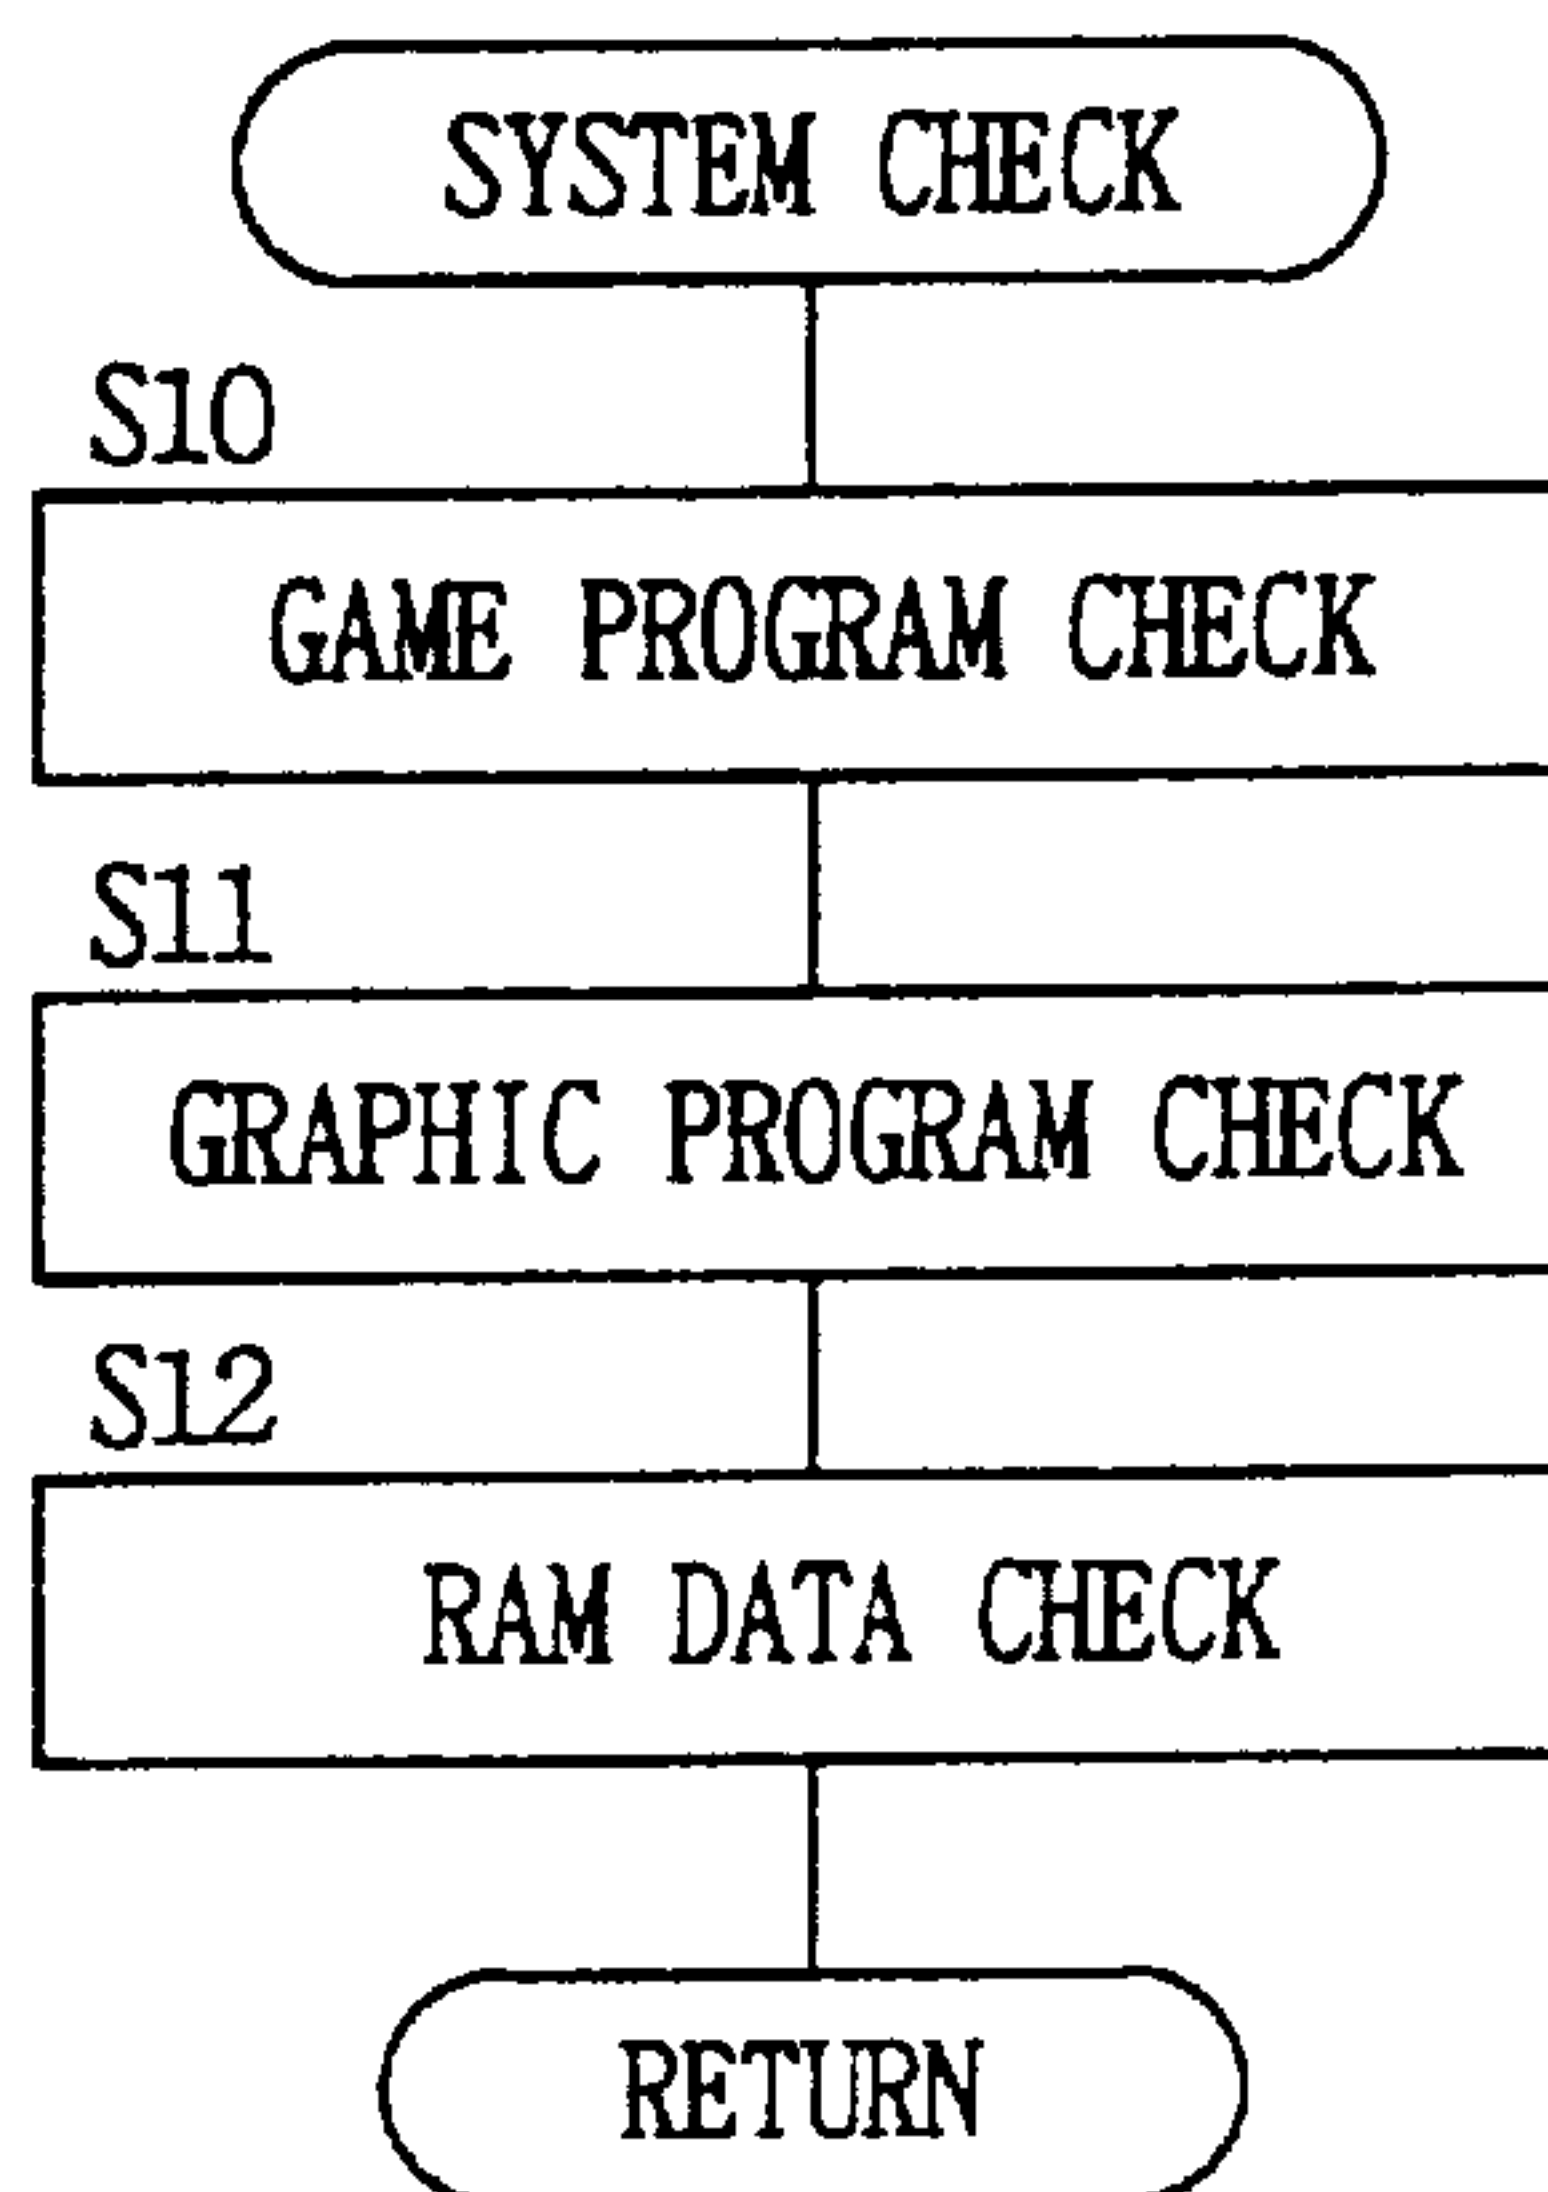 SYSTEM CHECK
S10
GAME PROGRAM CHECK
S11
GRAPHIC PROGRAM CHECK
S12
RAM DATA CHECK
RETURN